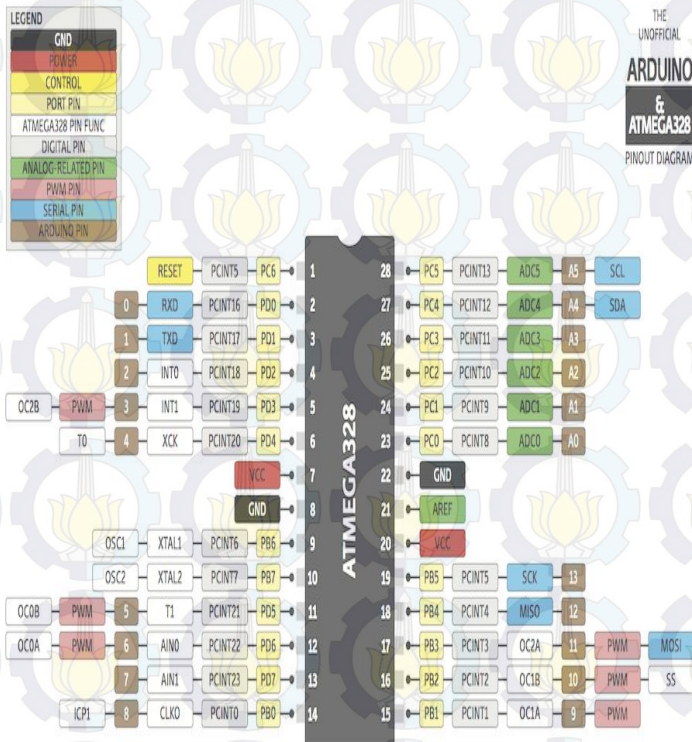 LEGEND
GND
POWER
CONTROL
PORT PIN
ATMEGA328 PIN FUNC
DIGITAL PIN
ANALOG-RELATED PIN
PWM PIN
SERIAL PIN
ARDUINO PIN
THE
UNOFFICIAL
ARDUINO
&
ATMEGA328
PINOUT DIAGRAM
ATMEGA328
RESET PCINT5 PC6 1 28 PC5 PCINT13 ADC5 A5 SCL
0 RXD PCINT16 PD0 2 27 PC4 PCINT12 ADC4 A4 SDA
1 TXD PCINT17 PD1 3 26 PC3 PCINT11 ADC3 A3
2 INT0 PCINT18 PD2 4 25 PC2 PCINT10 ADC2 A2
OC2B PWM 3 INT1 PCINT19 PD3 5 24 PC1 PCINT9 ADC1 A1
T0 4 XCK PCINT20 PD4 6 23 PC0 PCINT8 ADC0 A0
VCC 7 22 GND
GND 8 21 AREF
OSC1 XTAL1 PCINT6 PB6 9 20 VCC
OSC2 XTAL2 PCINT7 PB7 10 19 PB5 PCINT5 SCK 13
OC0B PWM 5 T1 PCINT21 PD5 11 18 PB4 PCINT4 MISO 12
OC0A PWM 6 AIN0 PCINT22 PD6 12 17 PB3 PCINT3 OC2A 11 PWM MOSI
7 AIN1 PCINT23 PD7 13 16 PB2 PCINT2 OC1B 10 PWM SS
ICP1 8 CLKO PCINT0 PB0 14 15 PB1 PCINT1 OC1A 9 PWM